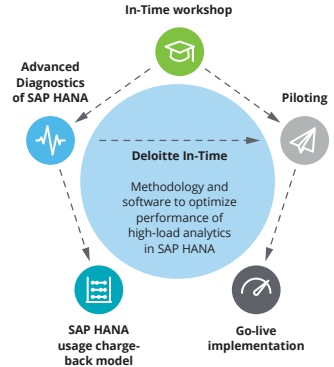 In-Time workshop
Advanced
Diagnostics
of SAP HANA
Piloting
Deloitte In-Time
Methodology and
software to optimize
performance of
high-load analytics
in SAP HANA
SAP HANA
usage charge-
back model
Go-live
implementation